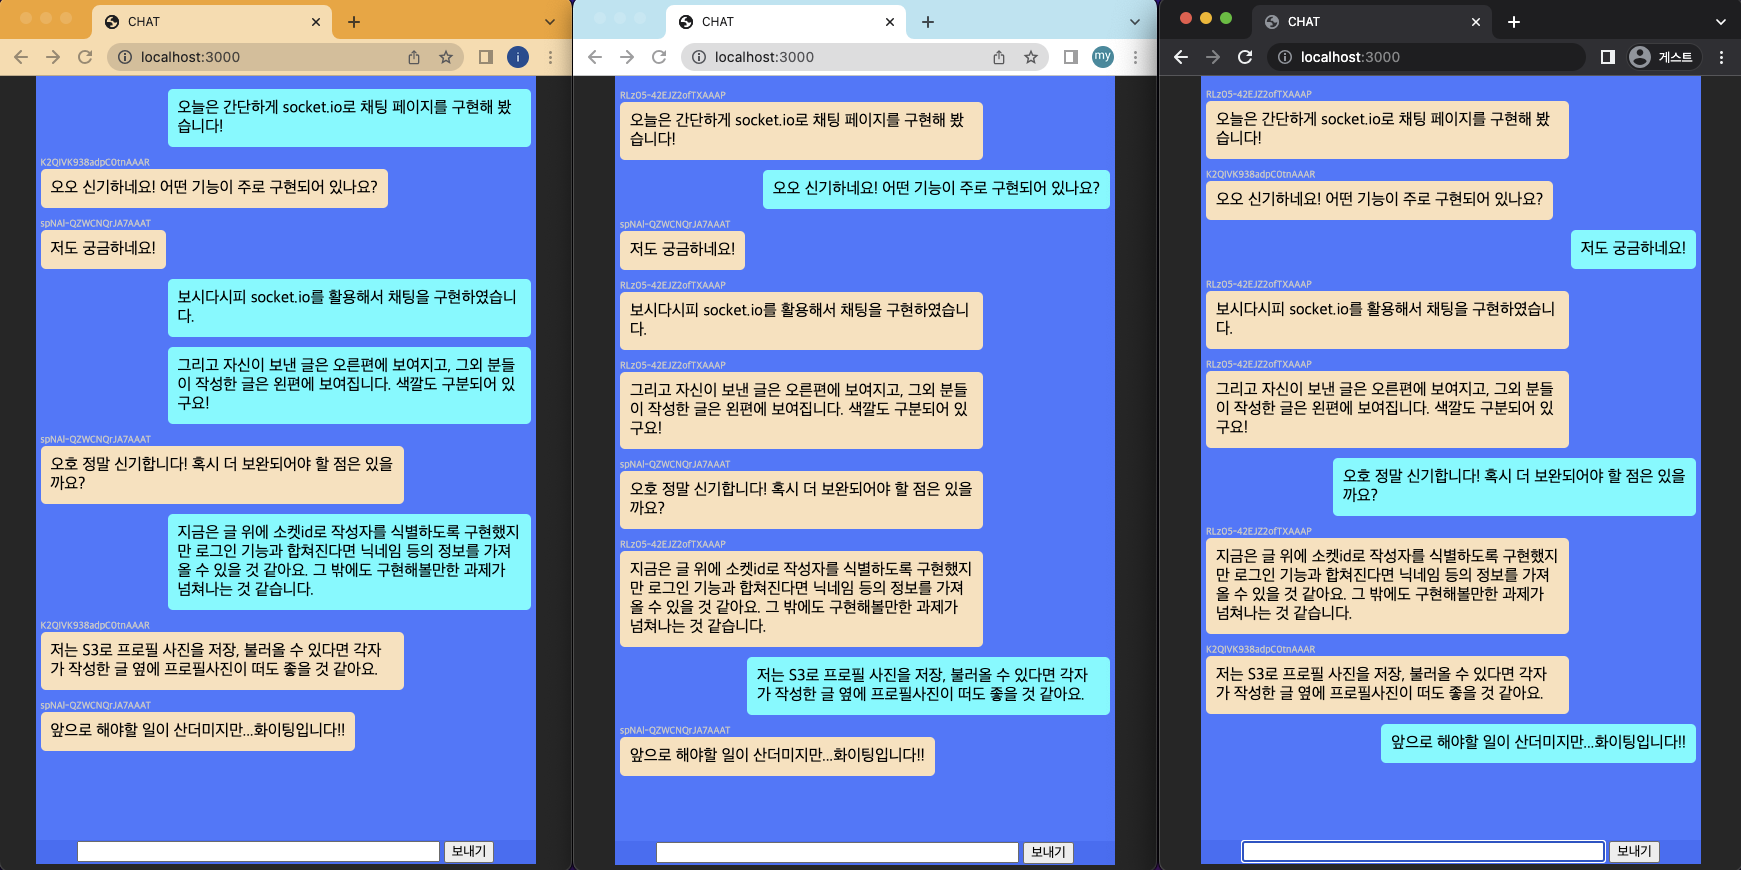 CHAT
localhost:3000
i
오늘은 간단하게 socket.io로 채팅 페이지를 구현해 봤
습니다!
K2QIVK938adpC0tnAAAR
오오 신기하네요! 어떤 기능이 주로 구현되어 있나요?
spNAl-QZWCNQrJA7AAAT
저도 궁금하네요!
보시다시피 socket.io를 활용해서 채팅을 구현하였습니
다.
그리고 자신이 보낸 글은 오른편에 보여지고, 그외 분들
이 작성한 글은 왼편에 보여집니다. 색깔도 구분되어 있
구요!
spNAl-QZWCNQrJA7AAAT
오호 정말 신기합니다! 혹시 더 보완되어야 할 점은 있을
까요?
지금은 글 위에 소켓id로 작성자를 식별하도록 구현했지
만 로그인 기능과 합쳐진다면 닉네임 등의 정보를 가져
올 수 있을 것 같아요. 그 밖에도 구현해볼만한 과제가
넘쳐나는 것 같습니다.
K2QIVK938adpC0tnAAAR
저는 S3로 프로필 사진을 저장, 불러올 수 있다면 각자
가 작성한 글 옆에 프로필사진이 떠도 좋을 것 같아요.
spNAl-QZWCNQrJA7AAAT
앞으로 해야할 일이 산더미지만...화이팅입니다!!
보내기
CHAT
localhost:3000
my
RLz05-42EJZ2ofTXAAAP
오늘은 간단하게 socket.io로 채팅 페이지를 구현해 봤
습니다!
오오 신기하네요! 어떤 기능이 주로 구현되어 있나요?
spNAl-QZWCNQrJA7AAAT
저도 궁금하네요!
RLz05-42EJZ2ofTXAAAP
보시다시피 socket.io를 활용해서 채팅을 구현하였습니
다.
RLz05-42EJZ2ofTXAAAP
그리고 자신이 보낸 글은 오른편에 보여지고, 그외 분들
이 작성한 글은 왼편에 보여집니다. 색깔도 구분되어 있
구요!
spNAl-QZWCNQrJA7AAAT
오호 정말 신기합니다! 혹시 더 보완되어야 할 점은 있을
까요?
RLz05-42EJZ2ofTXAAAP
지금은 글 위에 소켓id로 작성자를 식별하도록 구현했지
만 로그인 기능과 합쳐진다면 닉네임 등의 정보를 가져
올 수 있을 것 같아요. 그 밖에도 구현해볼만한 과제가
넘쳐나는 것 같습니다.
저는 S3로 프로필 사진을 저장, 불러올 수 있다면 각자
가 작성한 글 옆에 프로필사진이 떠도 좋을 것 같아요.
spNAl-QZWCNQrJA7AAAT
앞으로 해야할 일이 산더미지만...화이팅입니다!!
보내기
CHAT
localhost:3000
게스트
RLz05-42EJZ2ofTXAAAP
오늘은 간단하게 socket.io로 채팅 페이지를 구현해 봤
습니다!
K2QIVK938adpC0tnAAAR
오오 신기하네요! 어떤 기능이 주로 구현되어 있나요?
저도 궁금하네요!
RLz05-42EJZ2ofTXAAAP
보시다시피 socket.io를 활용해서 채팅을 구현하였습니
다.
RLz05-42EJZ2ofTXAAAP
그리고 자신이 보낸 글은 오른편에 보여지고, 그외 분들
이 작성한 글은 왼편에 보여집니다. 색깔도 구분되어 있
구요!
오호 정말 신기합니다! 혹시 더 보완되어야 할 점은 있을
까요?
RLz05-42EJZ2ofTXAAAP
지금은 글 위에 소켓id로 작성자를 식별하도록 구현했지
만 로그인 기능과 합쳐진다면 닉네임 등의 정보를 가져
올 수 있을 것 같아요. 그 밖에도 구현해볼만한 과제가
넘쳐나는 것 같습니다.
K2QIVK938adpC0tnAAAR
저는 S3로 프로필 사진을 저장, 불러올 수 있다면 각자
가 작성한 글 옆에 프로필사진이 떠도 좋을 것 같아요.
앞으로 해야할 일이 산더미지만...화이팅입니다!!
보내기